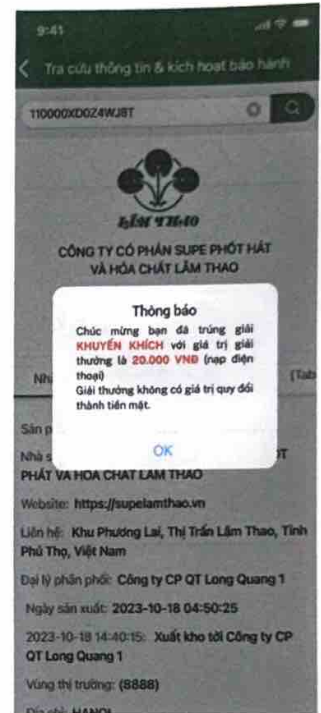 9:41
Tra cứu thông tin & kích hoạt bảo hành
110000XD0Z4WJ8T
LÂM THAO
CÔNG TY CỔ PHẦN SUPE PHỐT PHÁT
VÀ HÓA CHẤT LÂM THAO
Thông báo
Chúc mừng bạn đã trúng giải
KHUYẾN KHÍCH với giá trị giải
thưởng là 20.000 VNĐ (nạp điện
thoại)
Giải thưởng không có giá trị quy đổi
thành tiền mặt.
OK
Nh
(Tab
Sản p
Nhà s
PHÁT VÀ HÓA CHẤT LÂM THAO
Website: https://supelamthao.vn
Liên hệ: Khu Phương Lai, Thị Trấn Lâm Thao, Tỉnh
Phú Thọ, Việt Nam
Đại lý phân phối: Công ty CP QT Long Quang 1
Ngày sản xuất: 2023-10-18 04:50:25
2023-10-18 14:40:15: Xuất kho tới Công ty CP
QT Long Quang 1
Vùng thị trường: (8888)
Địa chỉ: HANOI